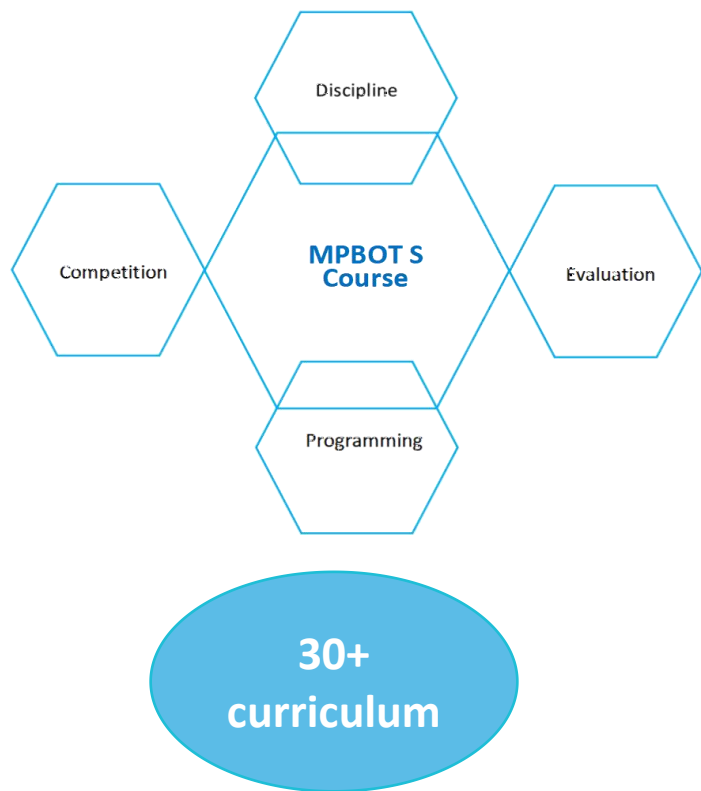 Discipline
MPBOT S
Course
Competition
Evaluation
Programming
30+
curriculum